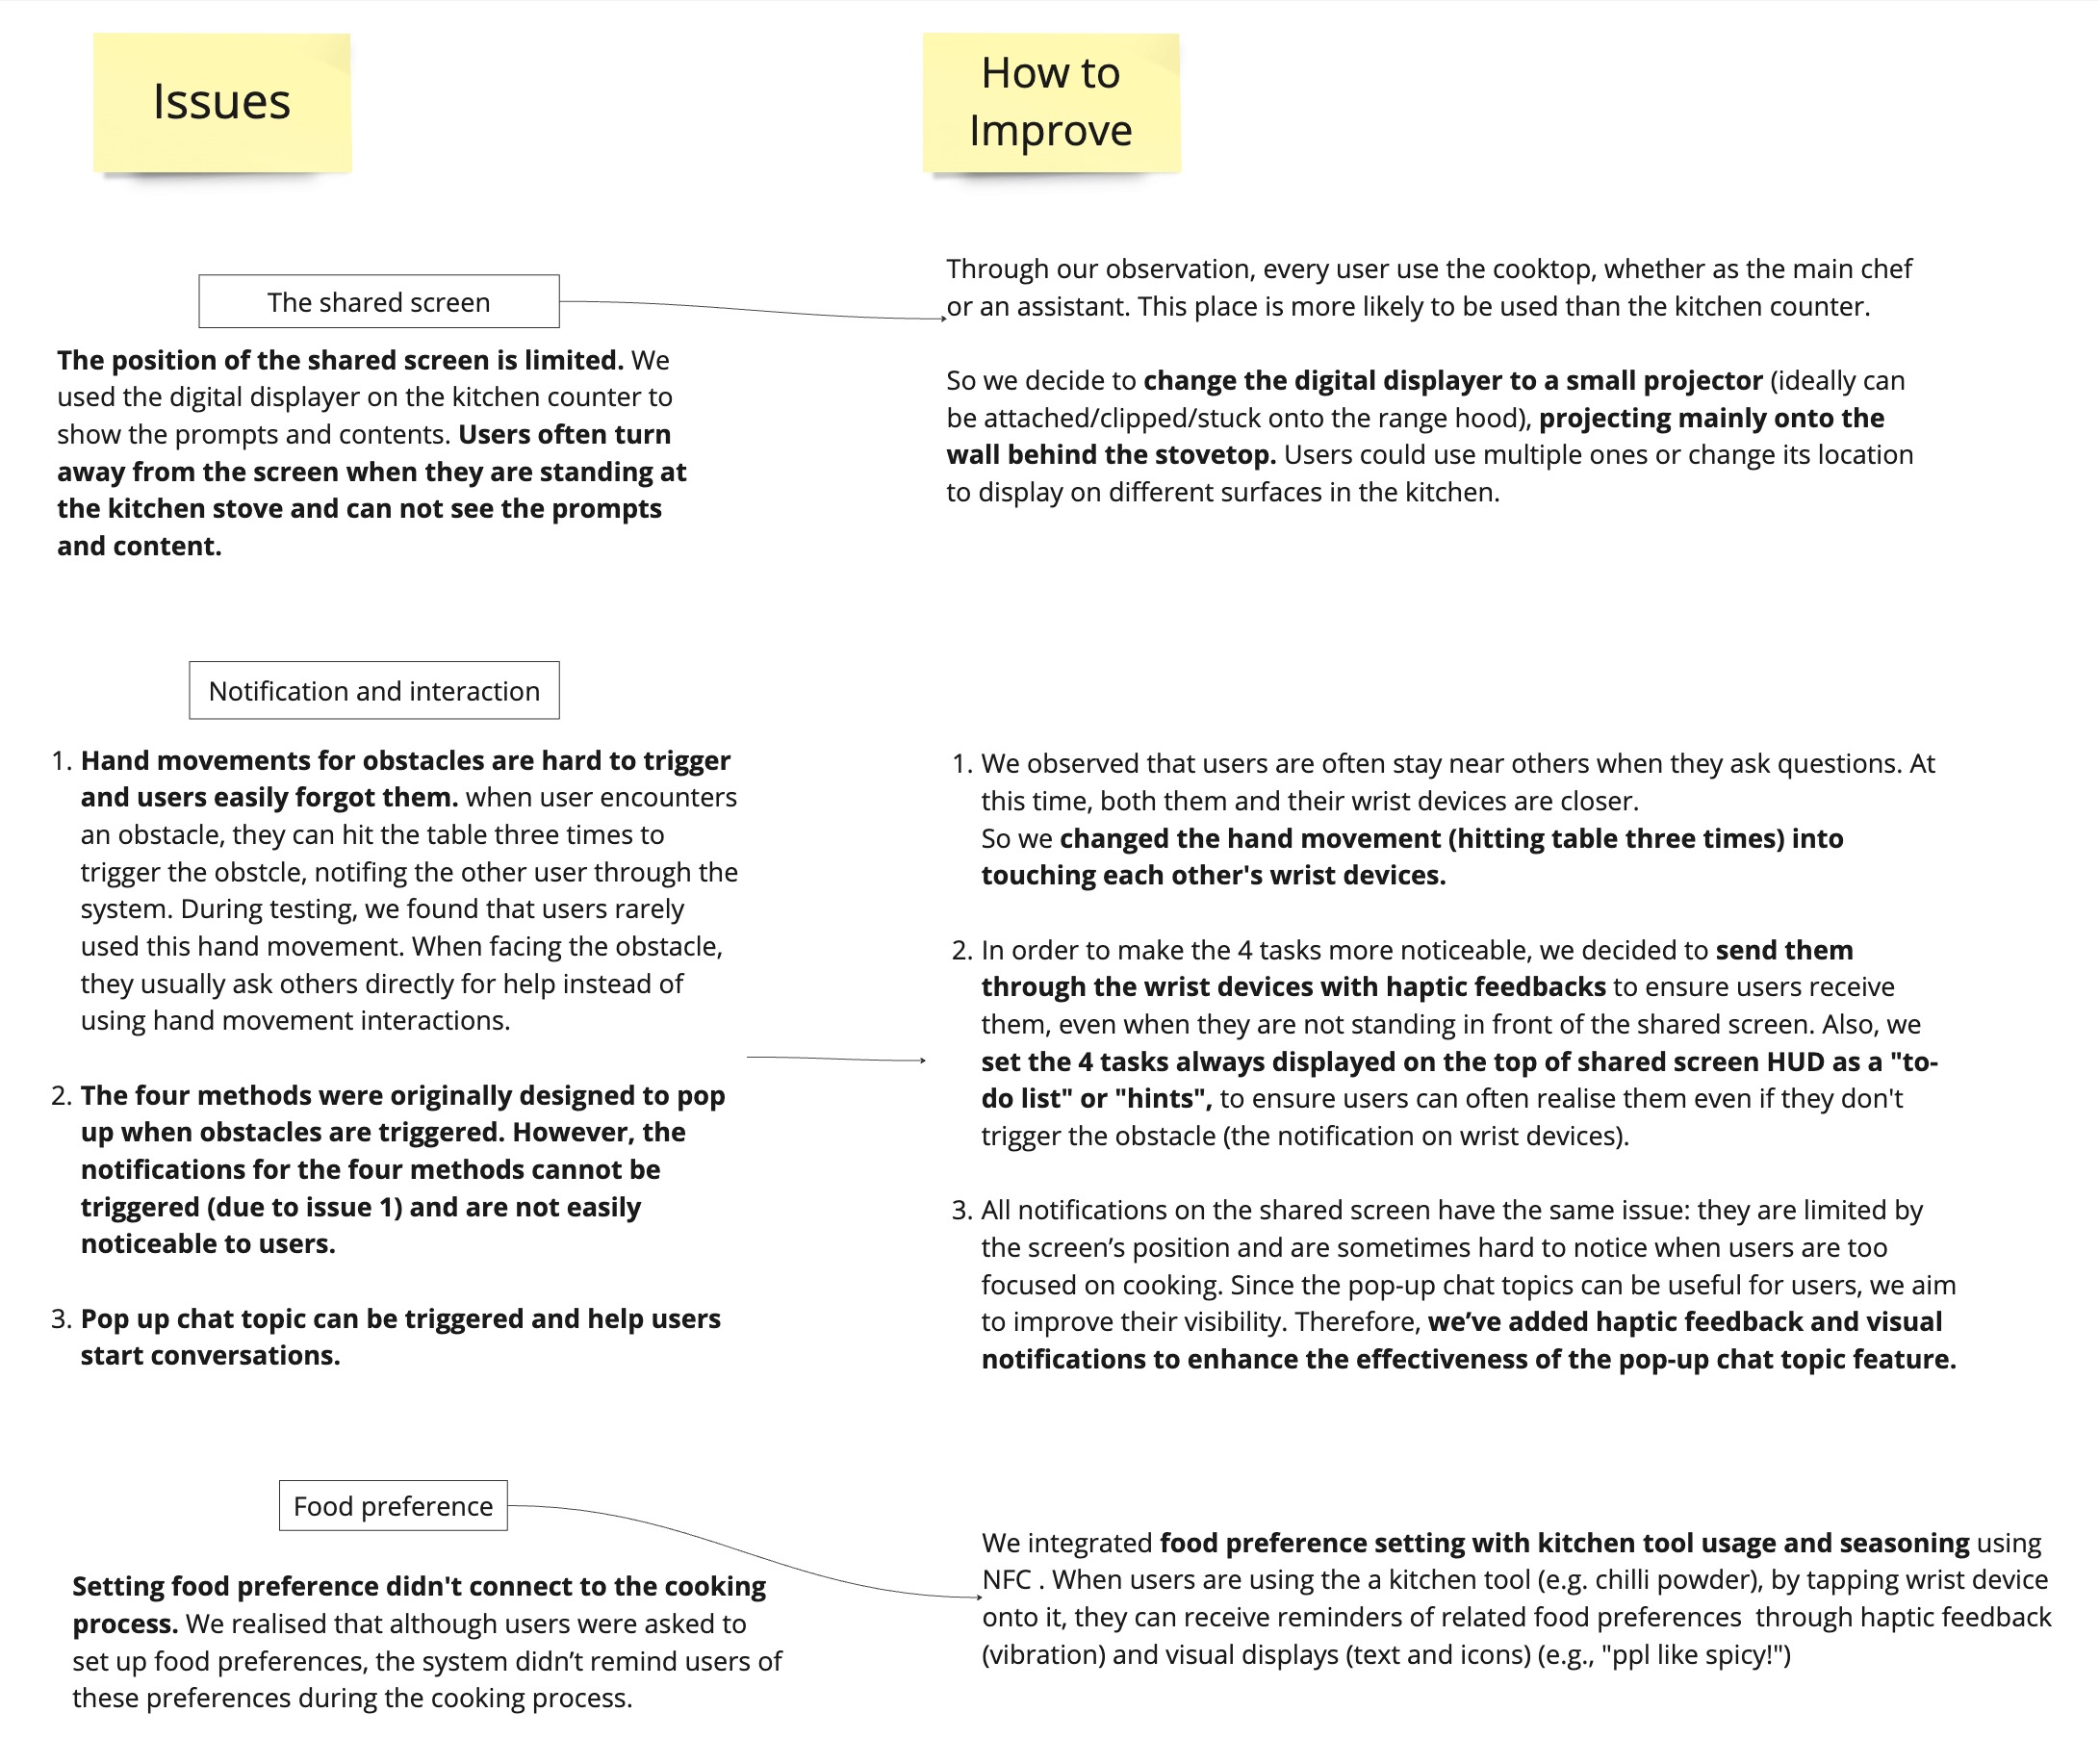 Issues
How to
Improve
The shared screen
The position of the shared screen is limited. We
used the digital displayer on the kitchen counter to
show the prompts and contents. Users often turn
away from the screen when they are standing at
the kitchen stove and can not see the prompts
and content.
Through our observation, every user use the cooktop, whether as the main chef
or an assistant. This place is more likely to be used than the kitchen counter.
So we decide to change the digital displayer to a small projector (ideally can
be attached/clipped/stuck onto the range hood), projecting mainly onto the
wall behind the stovetop. Users could use multiple ones or change its location
to display on different surfaces in the kitchen.
Notification and interaction
1. Hand movements for obstacles are hard to trigger
and users easily forgot them. when user encounters
an obstacle, they can hit the table three times to
trigger the obstcle, notifing the other user through the
system. During testing, we found that users rarely
used this hand movement. When facing the obstacle,
they usually ask others directly for help instead of
using hand movement interactions.
2. The four methods were originally designed to pop
up when obstacles are triggered. However, the
notifications for the four methods cannot be
triggered (due to issue 1) and are not easily
noticeable to users.
3. Pop up chat topic can be triggered and help users
start conversations.
1. We observed that users are often stay near others when they ask questions. At
this time, both them and their wrist devices are closer.
So we changed the hand movement (hitting table three times) into
touching each other's wrist devices.
2. In order to make the 4 tasks more noticeable, we decided to send them
through the wrist devices with haptic feedbacks to ensure users receive
them, even when they are not standing in front of the shared screen. Also, we
set the 4 tasks always displayed on the top of shared screen HUD as a "to-
do list" or "hints", to ensure users can often realise them even if they don't
trigger the obstacle (the notification on wrist devices).
3. All notifications on the shared screen have the same issue: they are limited by
the screen’s position and are sometimes hard to notice when users are too
focused on cooking. Since the pop-up chat topics can be useful for users, we aim
to improve their visibility. Therefore, we’ve added haptic feedback and visual
notifications to enhance the effectiveness of the pop-up chat topic feature.
Food preference
Setting food preference didn't connect to the cooking
process. We realised that although users were asked to
set up food preferences, the system didn’t remind users of
these preferences during the cooking process.
We integrated food preference setting with kitchen tool usage and seasoning using
NFC . When users are using the a kitchen tool (e.g. chilli powder), by tapping wrist device
onto it, they can receive reminders of related food preferences  through haptic feedback
(vibration) and visual displays (text and icons) (e.g., "ppl like spicy!")